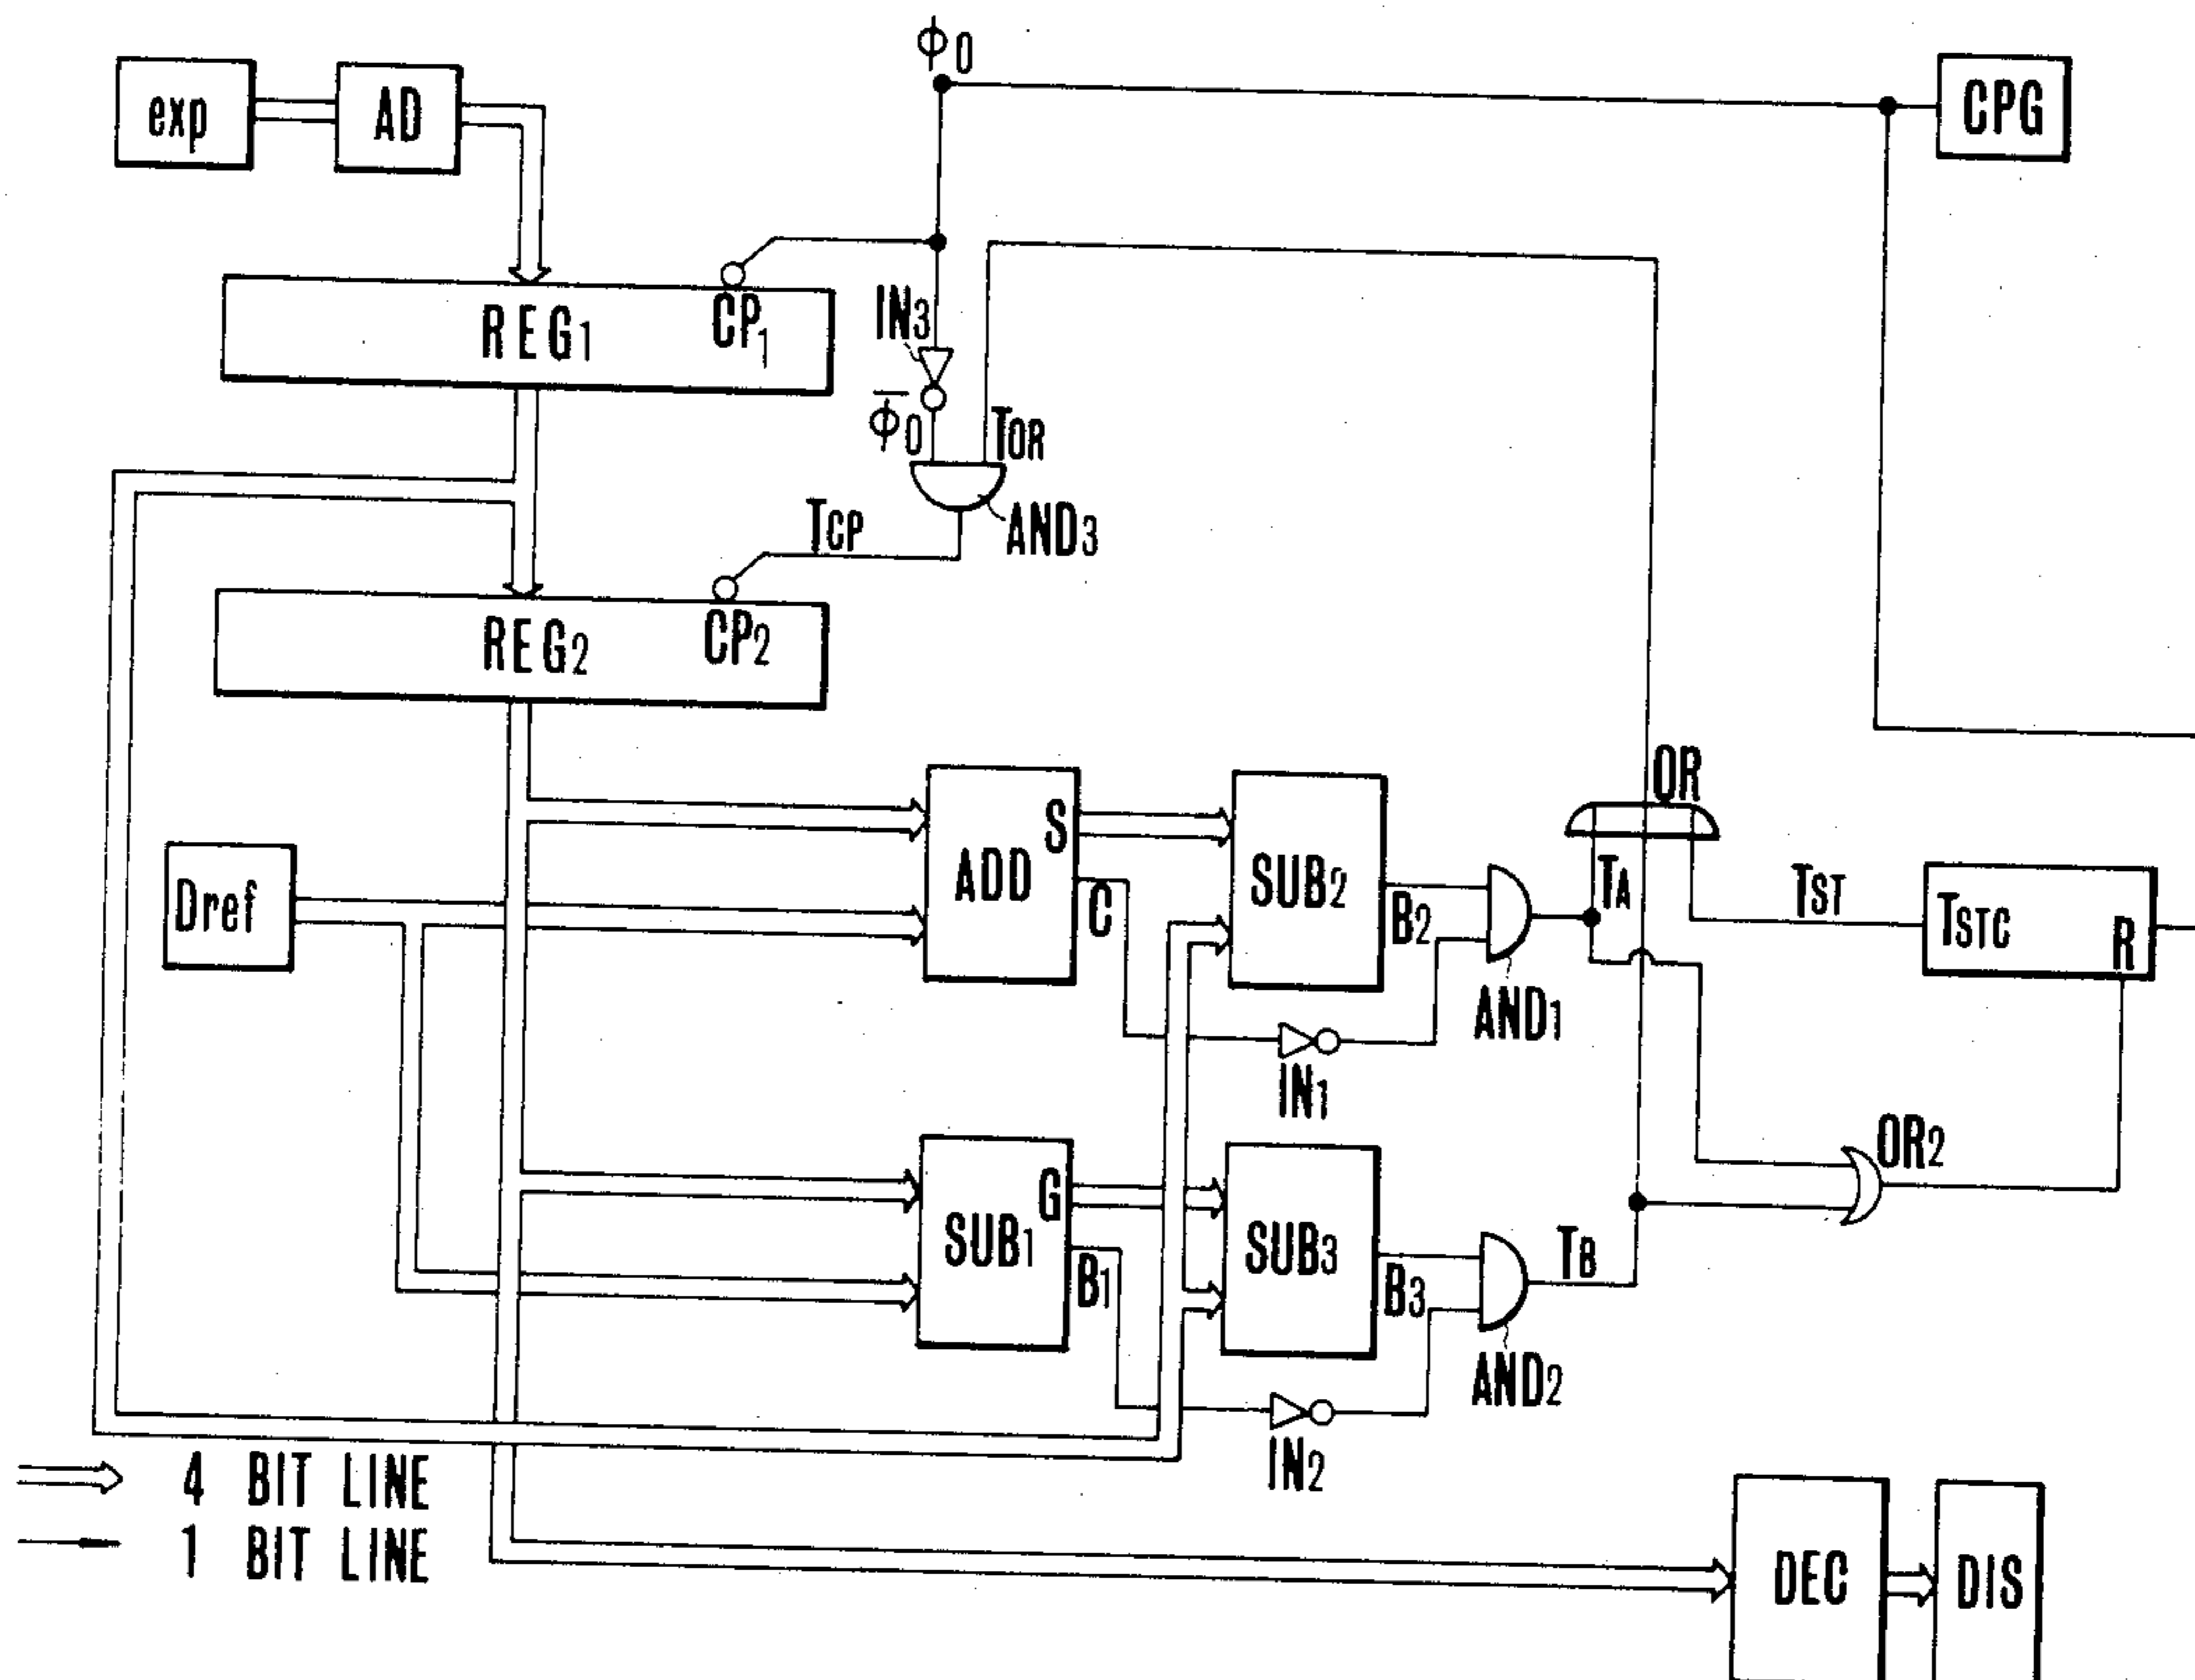 ϕ0
exp
AD
CPG
CP1
REG1
IN3
ϕ̅0
TOR
AND3
TCP
CP2
REG2
OR
S
ADD
C
SUB2
B2
TA
TST
TSTC
R
Dref
AND1
IN1
OR2
G
SUB1
B1
SUB3
B3
TB
AND2
IN2
4 BIT LINE
1 BIT LINE
DEC
DIS